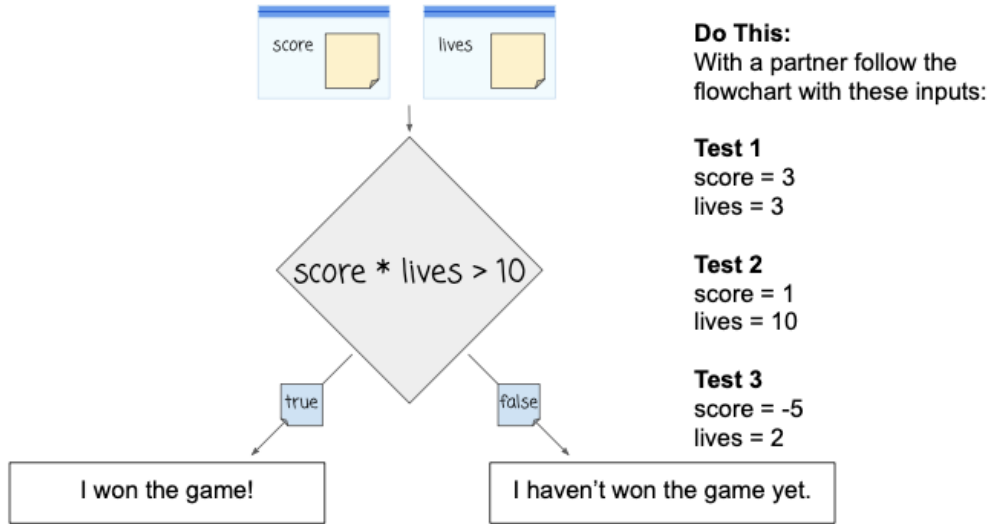 score
lives
score * lives > 10
true
false
I won the game!
I haven’t won the game yet.
Do This:
With a partner follow the
flowchart with these inputs:
Test 1
score = 3
lives = 3
Test 2
score = 1
lives = 10
Test 3
score = -5
lives = 2